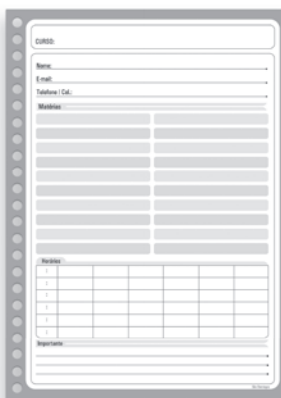 CURSO:
Nome:
E-mail:
Telefone / Cel.:
Matérias
Horários
Importante